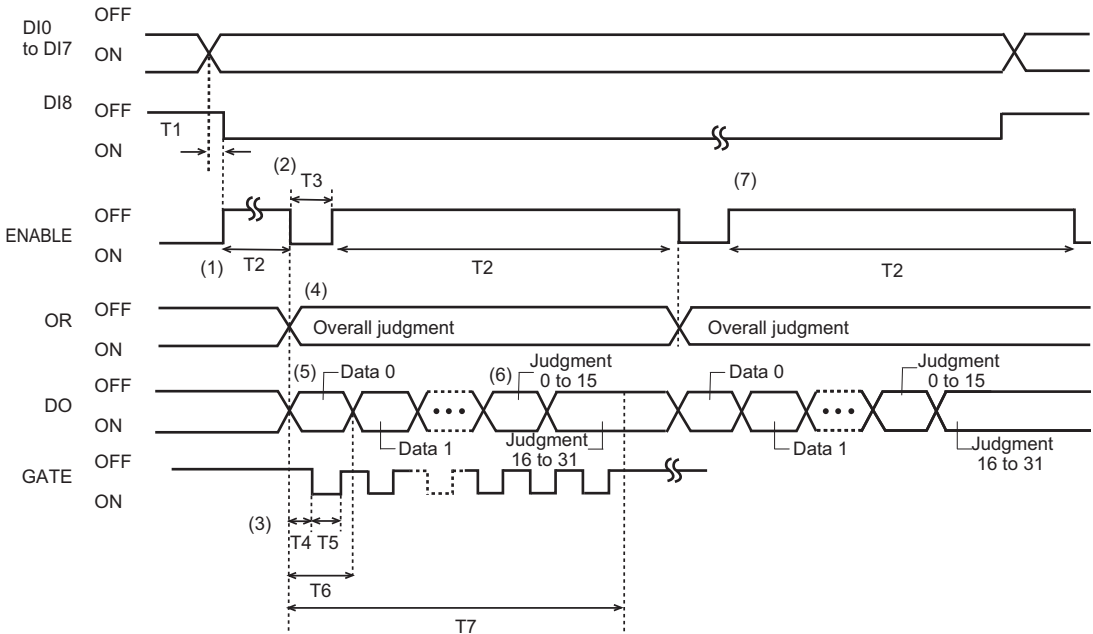 OFF
DI0
to DI7
ON
DI8
OFF
T1
ON
(2)
T3
(7)
OFF
ENABLE
ON
(1)
T2
T2
T2
(4)
OFF
OR
Overall judgment
Overall judgment
ON
(5)
Data 0
(6)
Judgment
0 to 15
Data 0
Judgment
0 to 15
OFF
DO
•••
•••
ON
Data 1
Judgment
16 to 31
Data 1
Judgment
16 to 31
OFF
GATE
ON
(3)
T4
T5
T6
T7